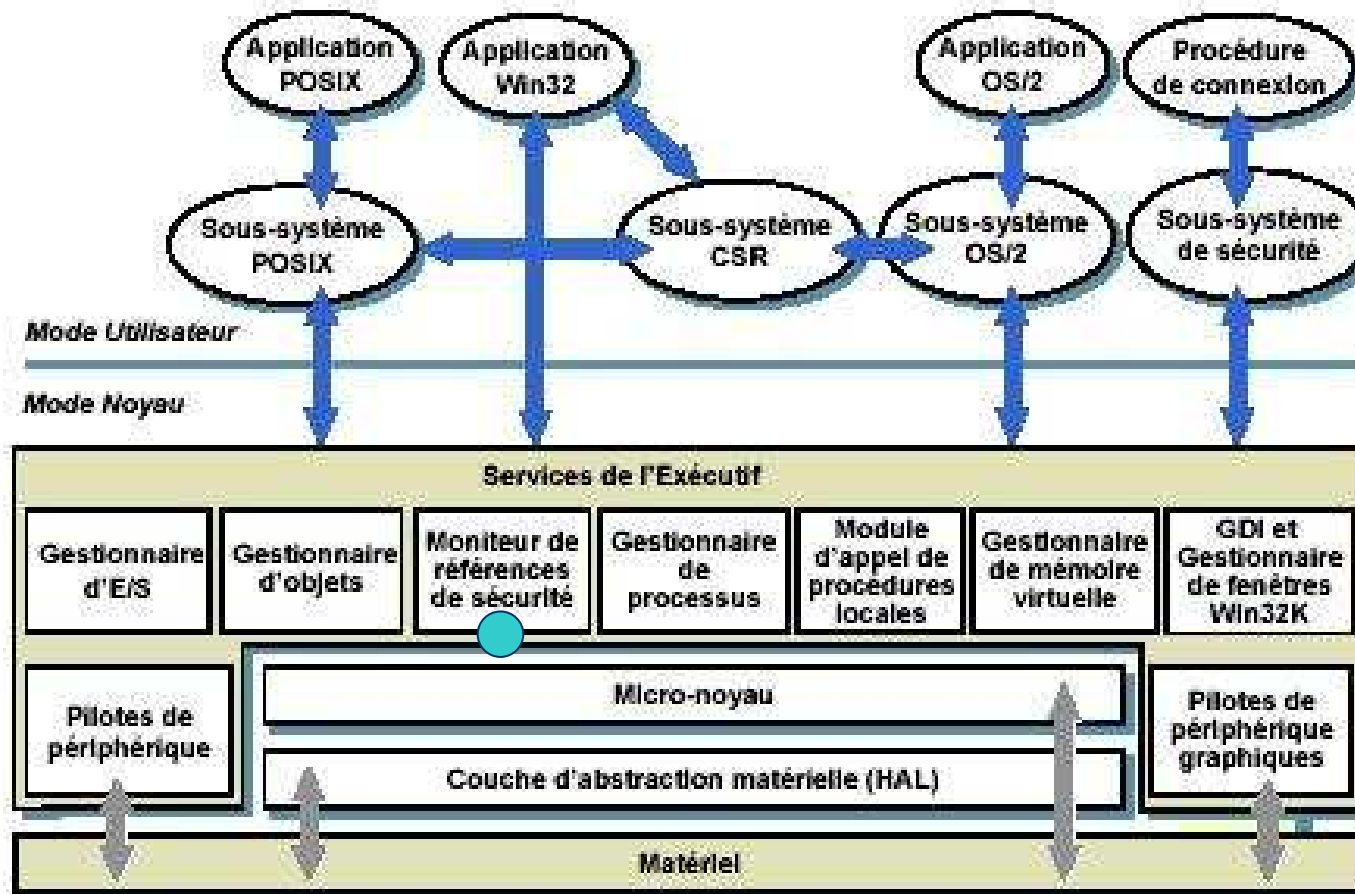 Application
POSIX
Application
Win32
Application
OS/2
Procédure
de connexion
Sous-système
POSIX
Sous-système
CSR
Sous-système
OS/2
Sous-système
de sécurité
Mode Utilisateur
Mode Noyau
Services de l'Exécutif
Gestionnaire
d'E/S
Gestionnaire
d'objets
Moniteur de
références
de sécurité
Gestionnaire
de
processus
Module
d'appel de
procédures
locales
Gestionnaire
de mémoire
virtuelle
GDI et
Gestionnaire
de fenêtres
Win32K
Pilotes de
périphérique
Micro-noyau
Couche d'abstraction matérielle (HAL)
Pilotes de
périphérique
graphiques
Matériel